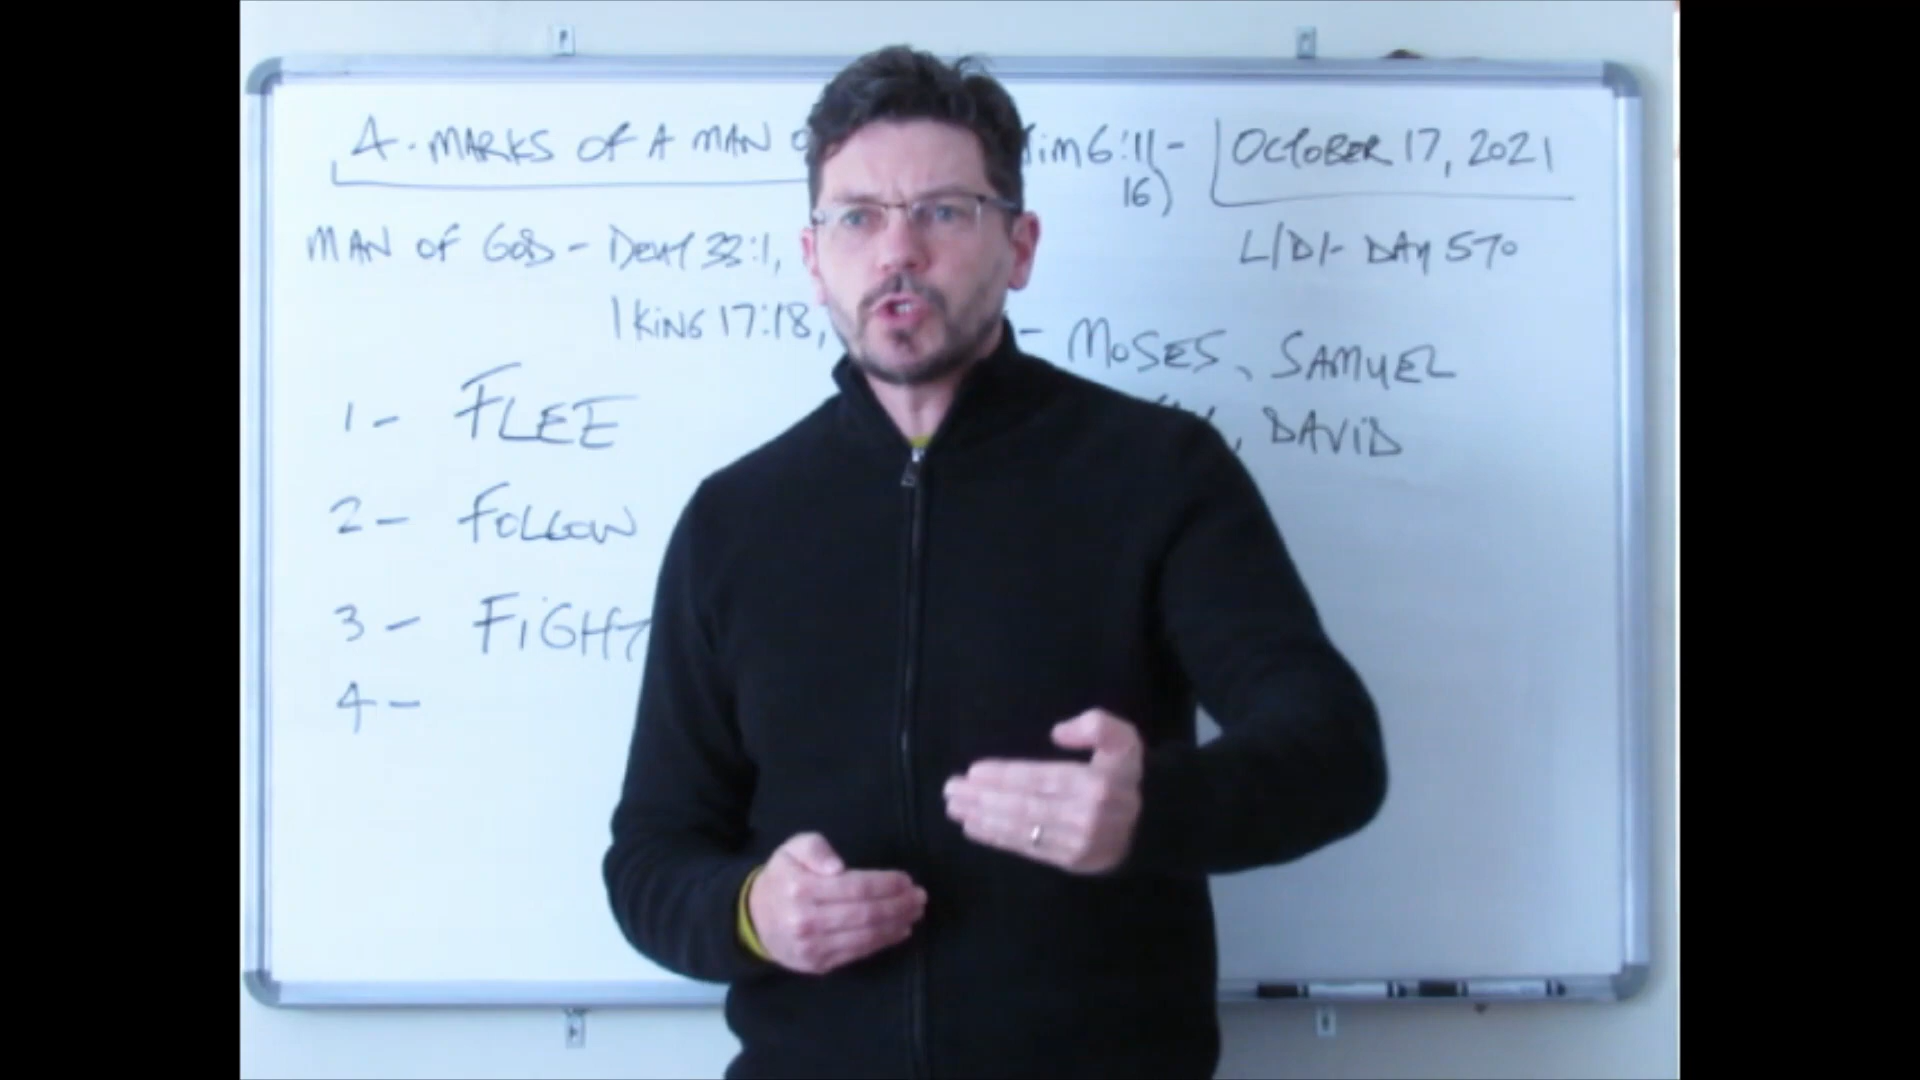 4. MARKS OF A MAN Tim 6:11-
16)
OCTOBER 17, 2021
L/D/- DAY 570
MAN OF GOD - Deut 33:1,
1 KING 17:18, - MOSES, SAMUEL
, DAVID
1 - FLEE
2 - FOLLOW
3 - FIGHT
4 -